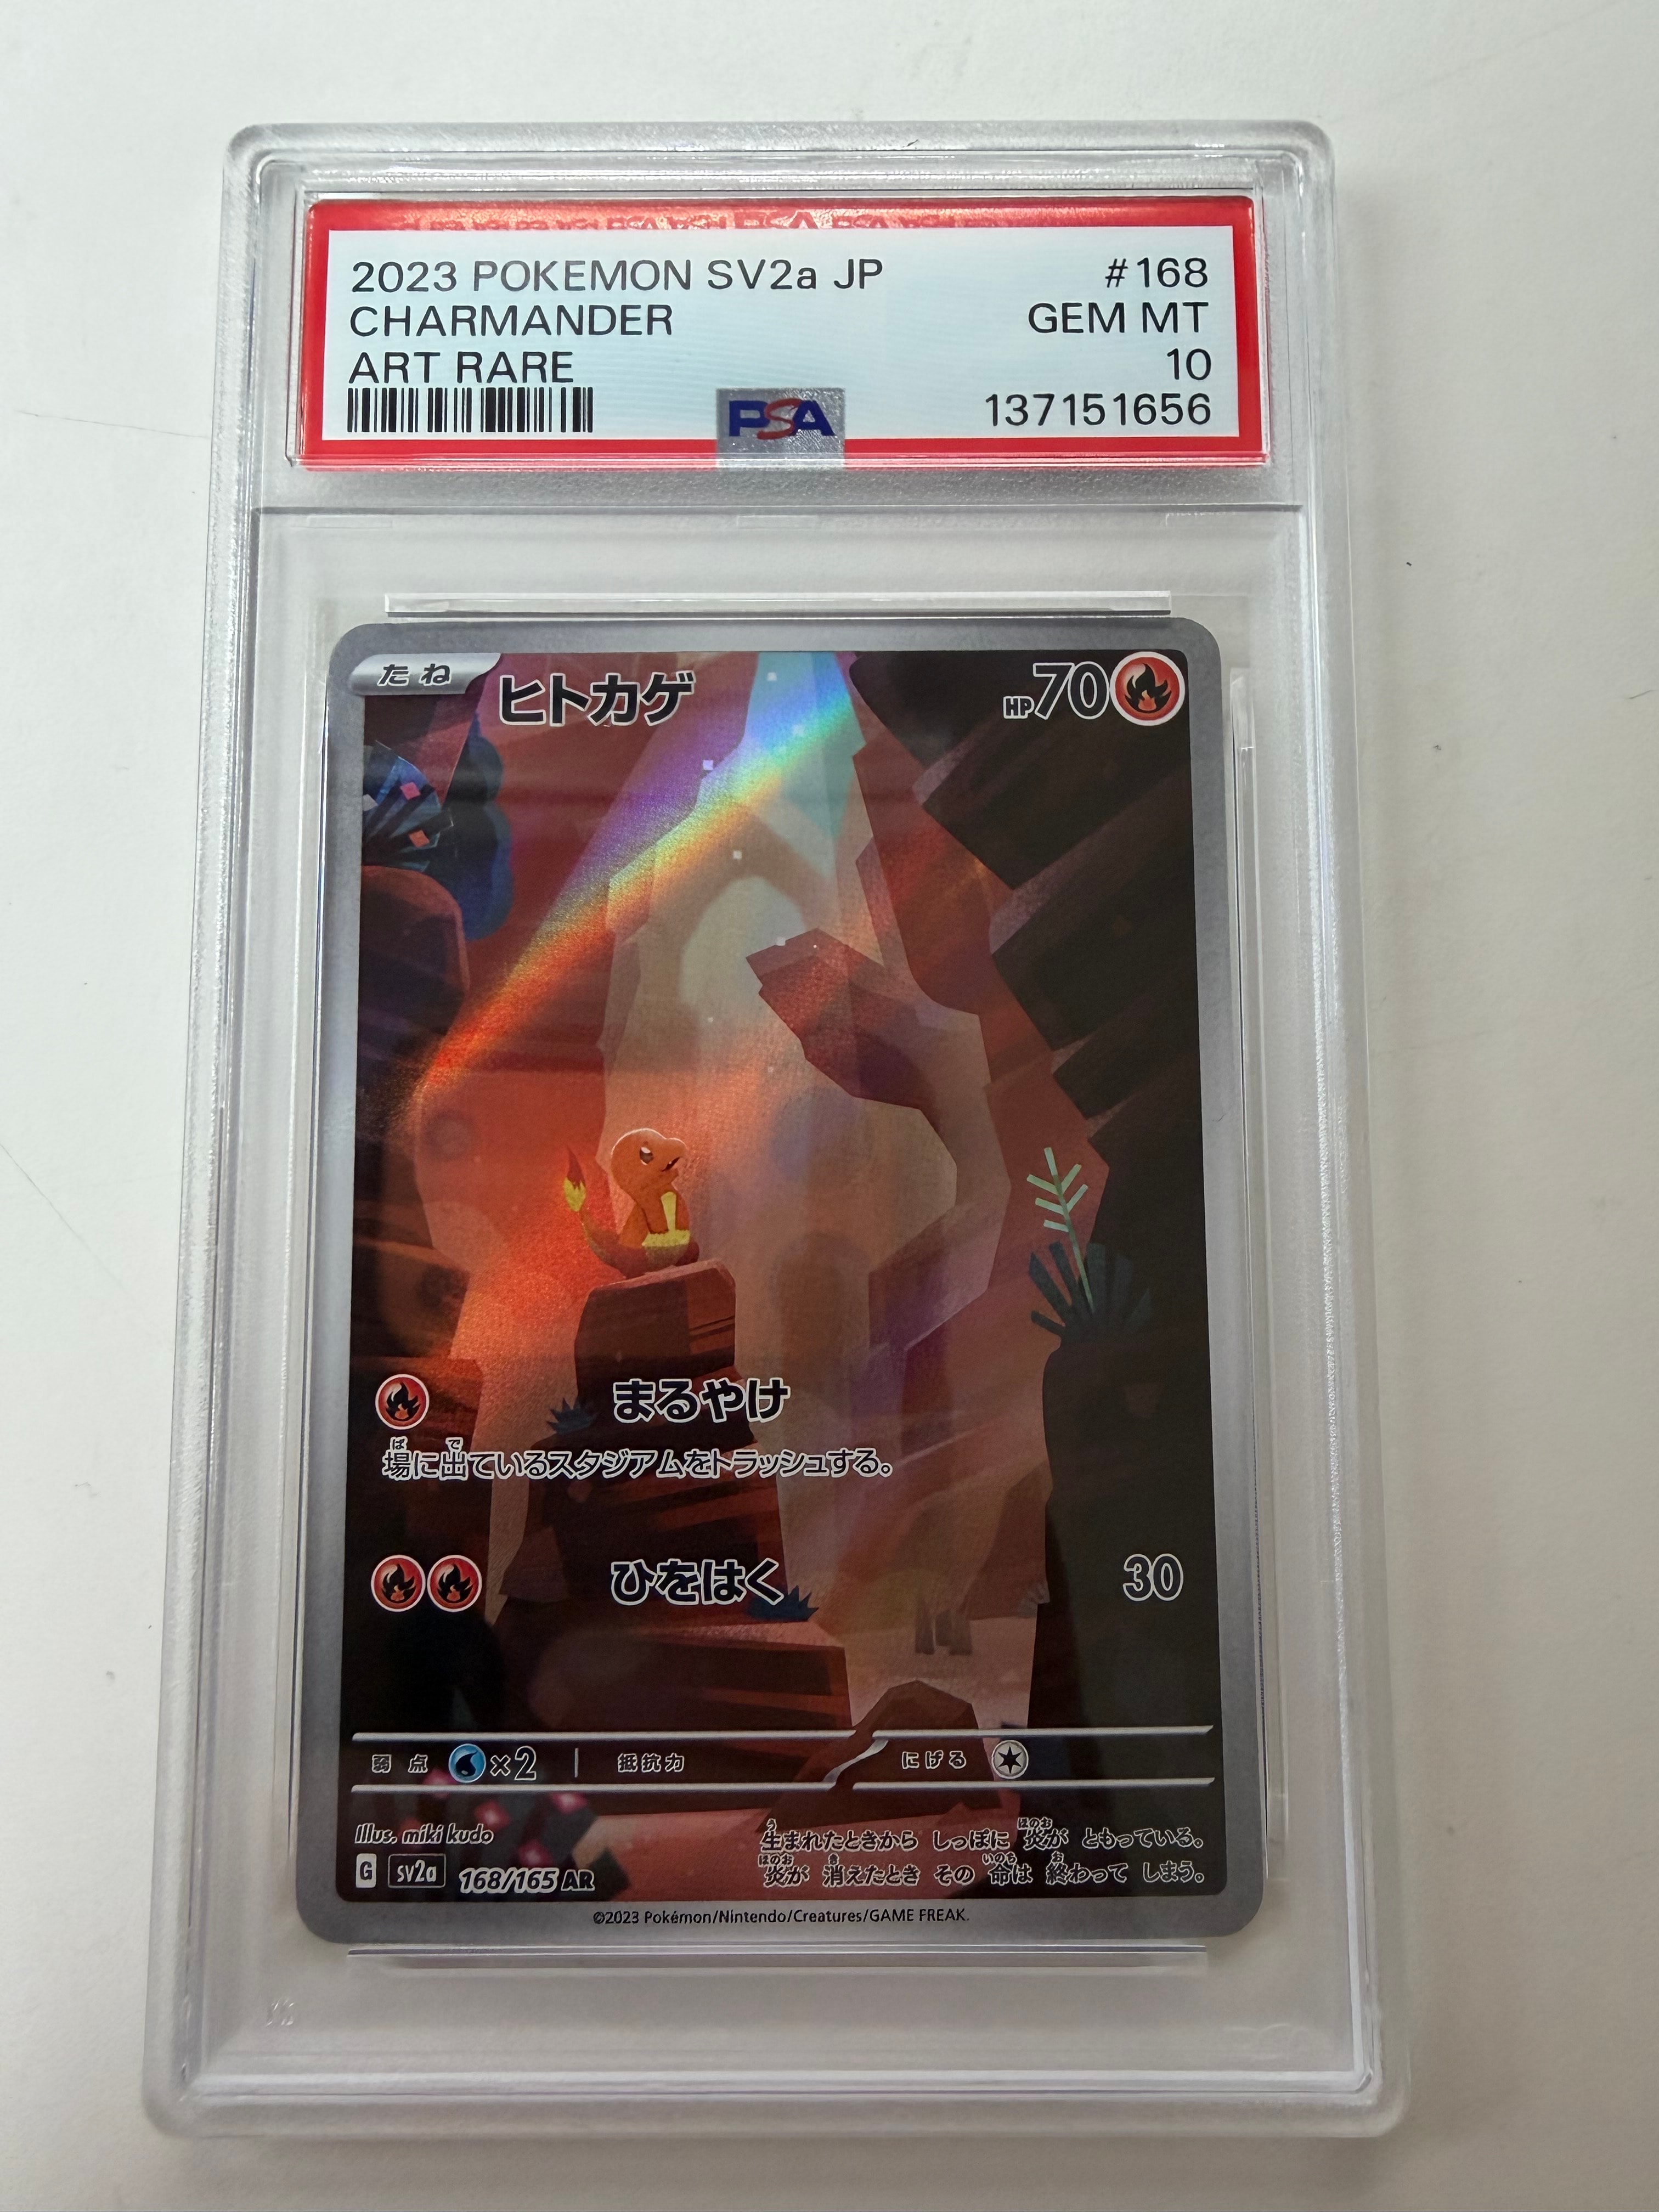 2023 POKEMON SV2a JP #168
CHARMANDER GEM MT
ART RARE 10
PSA 137151656
たね ヒトカゲ HP70
まるやけ
場に出ているスタジアムをトラッシュする。
ひをはく 30
弱点 ×2 抵抗力 にげる
Illus. miki kudo
G sv2a 168/165 AR
生まれたときから しっぽに 炎が ともっている。
炎が 消えたとき その 命は 終わって しまう。
©2023 Pokémon/Nintendo/Creatures/GAME FREAK.